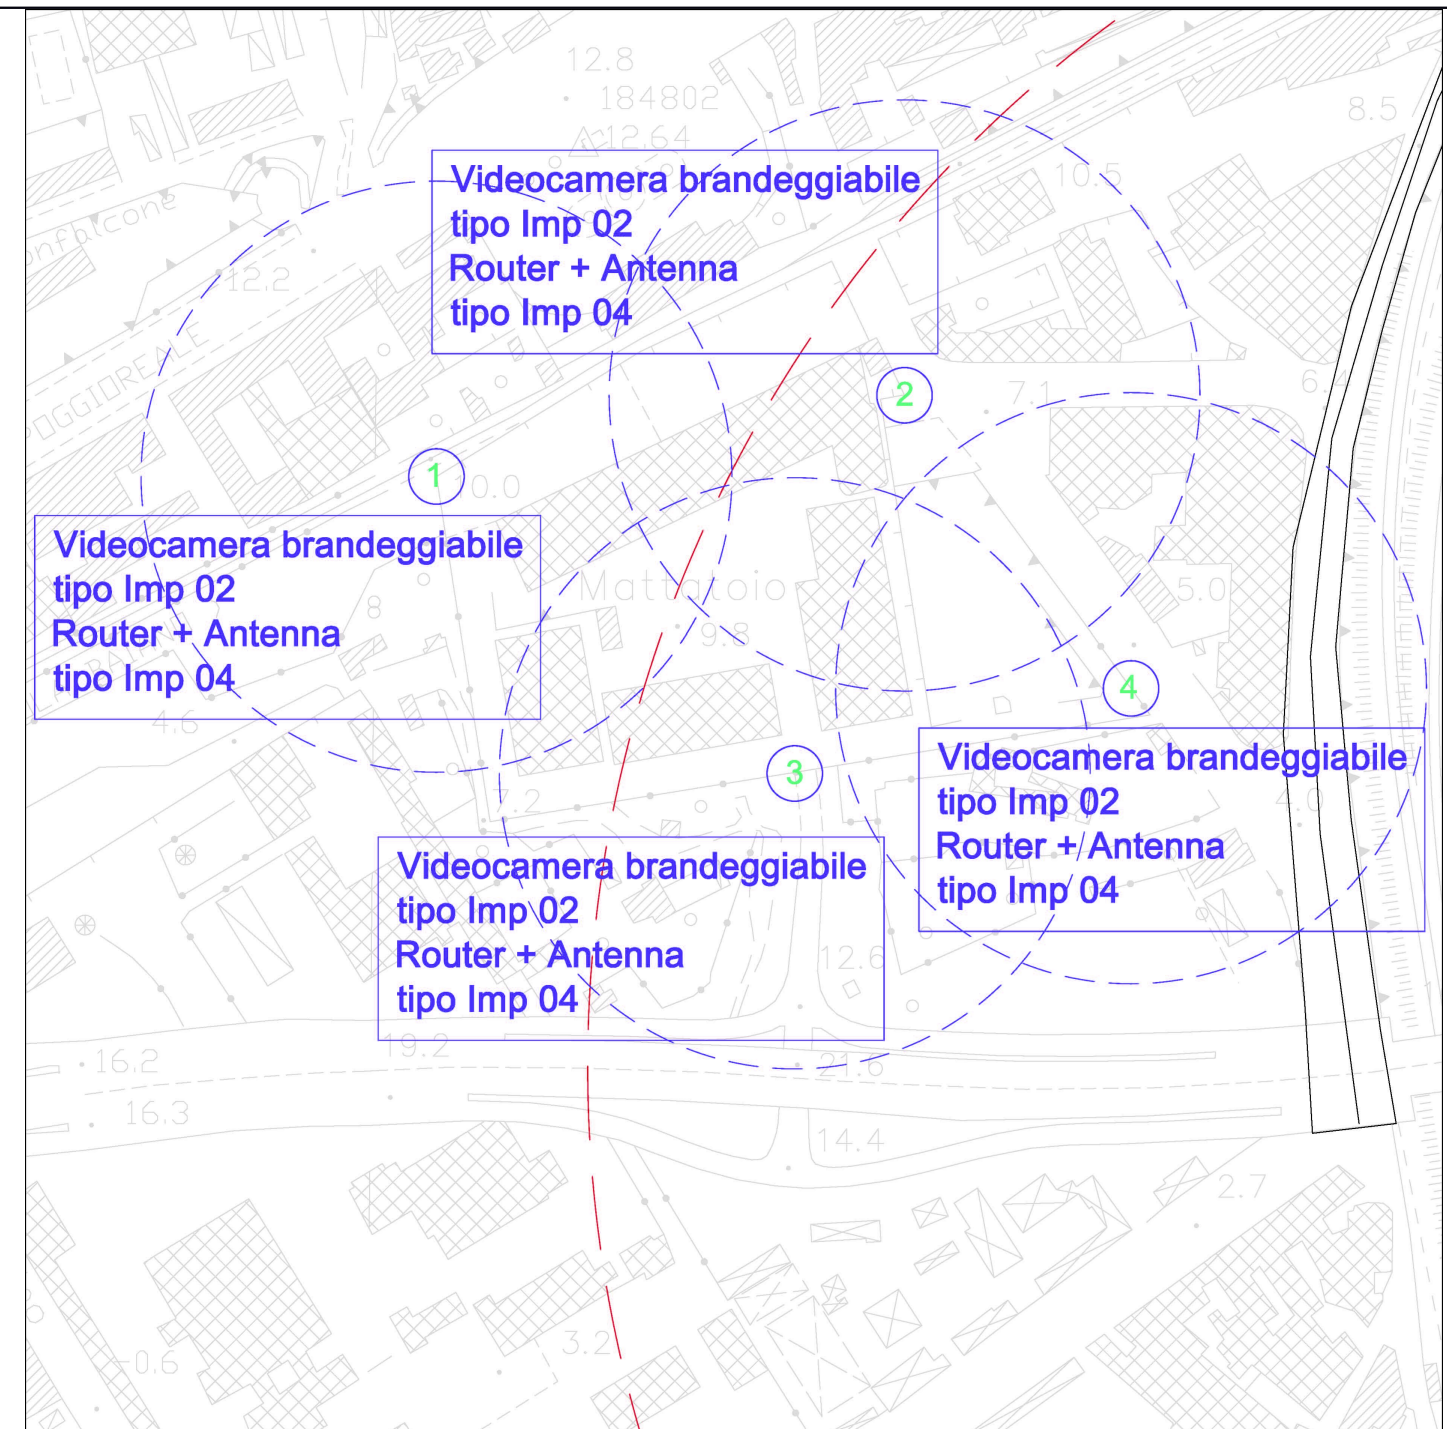 12.8
184802
12.64
8.5
Videocamera brandeggiabile
tipo Imp 02
Router + Antenna
tipo Imp 04
10.5
onfalcone
12.2
OGGIOREALE
6.4
7.1
2
1
10.0
Videocamera brandeggiabile
tipo Imp 02
Router + Antenna
tipo Imp 04
Mattatoio
9.8
8
5.0
4
4.6
3
7.2
Videocamera brandeggiabile
tipo Imp 02
Router + Antenna
tipo Imp 04
4.0
Videocamera brandeggiabile
tipo Imp 02
Router + Antenna
tipo Imp 04
12.6
19.2
16.2
21.6
16.3
14.4
2.7
3.2
-0.6